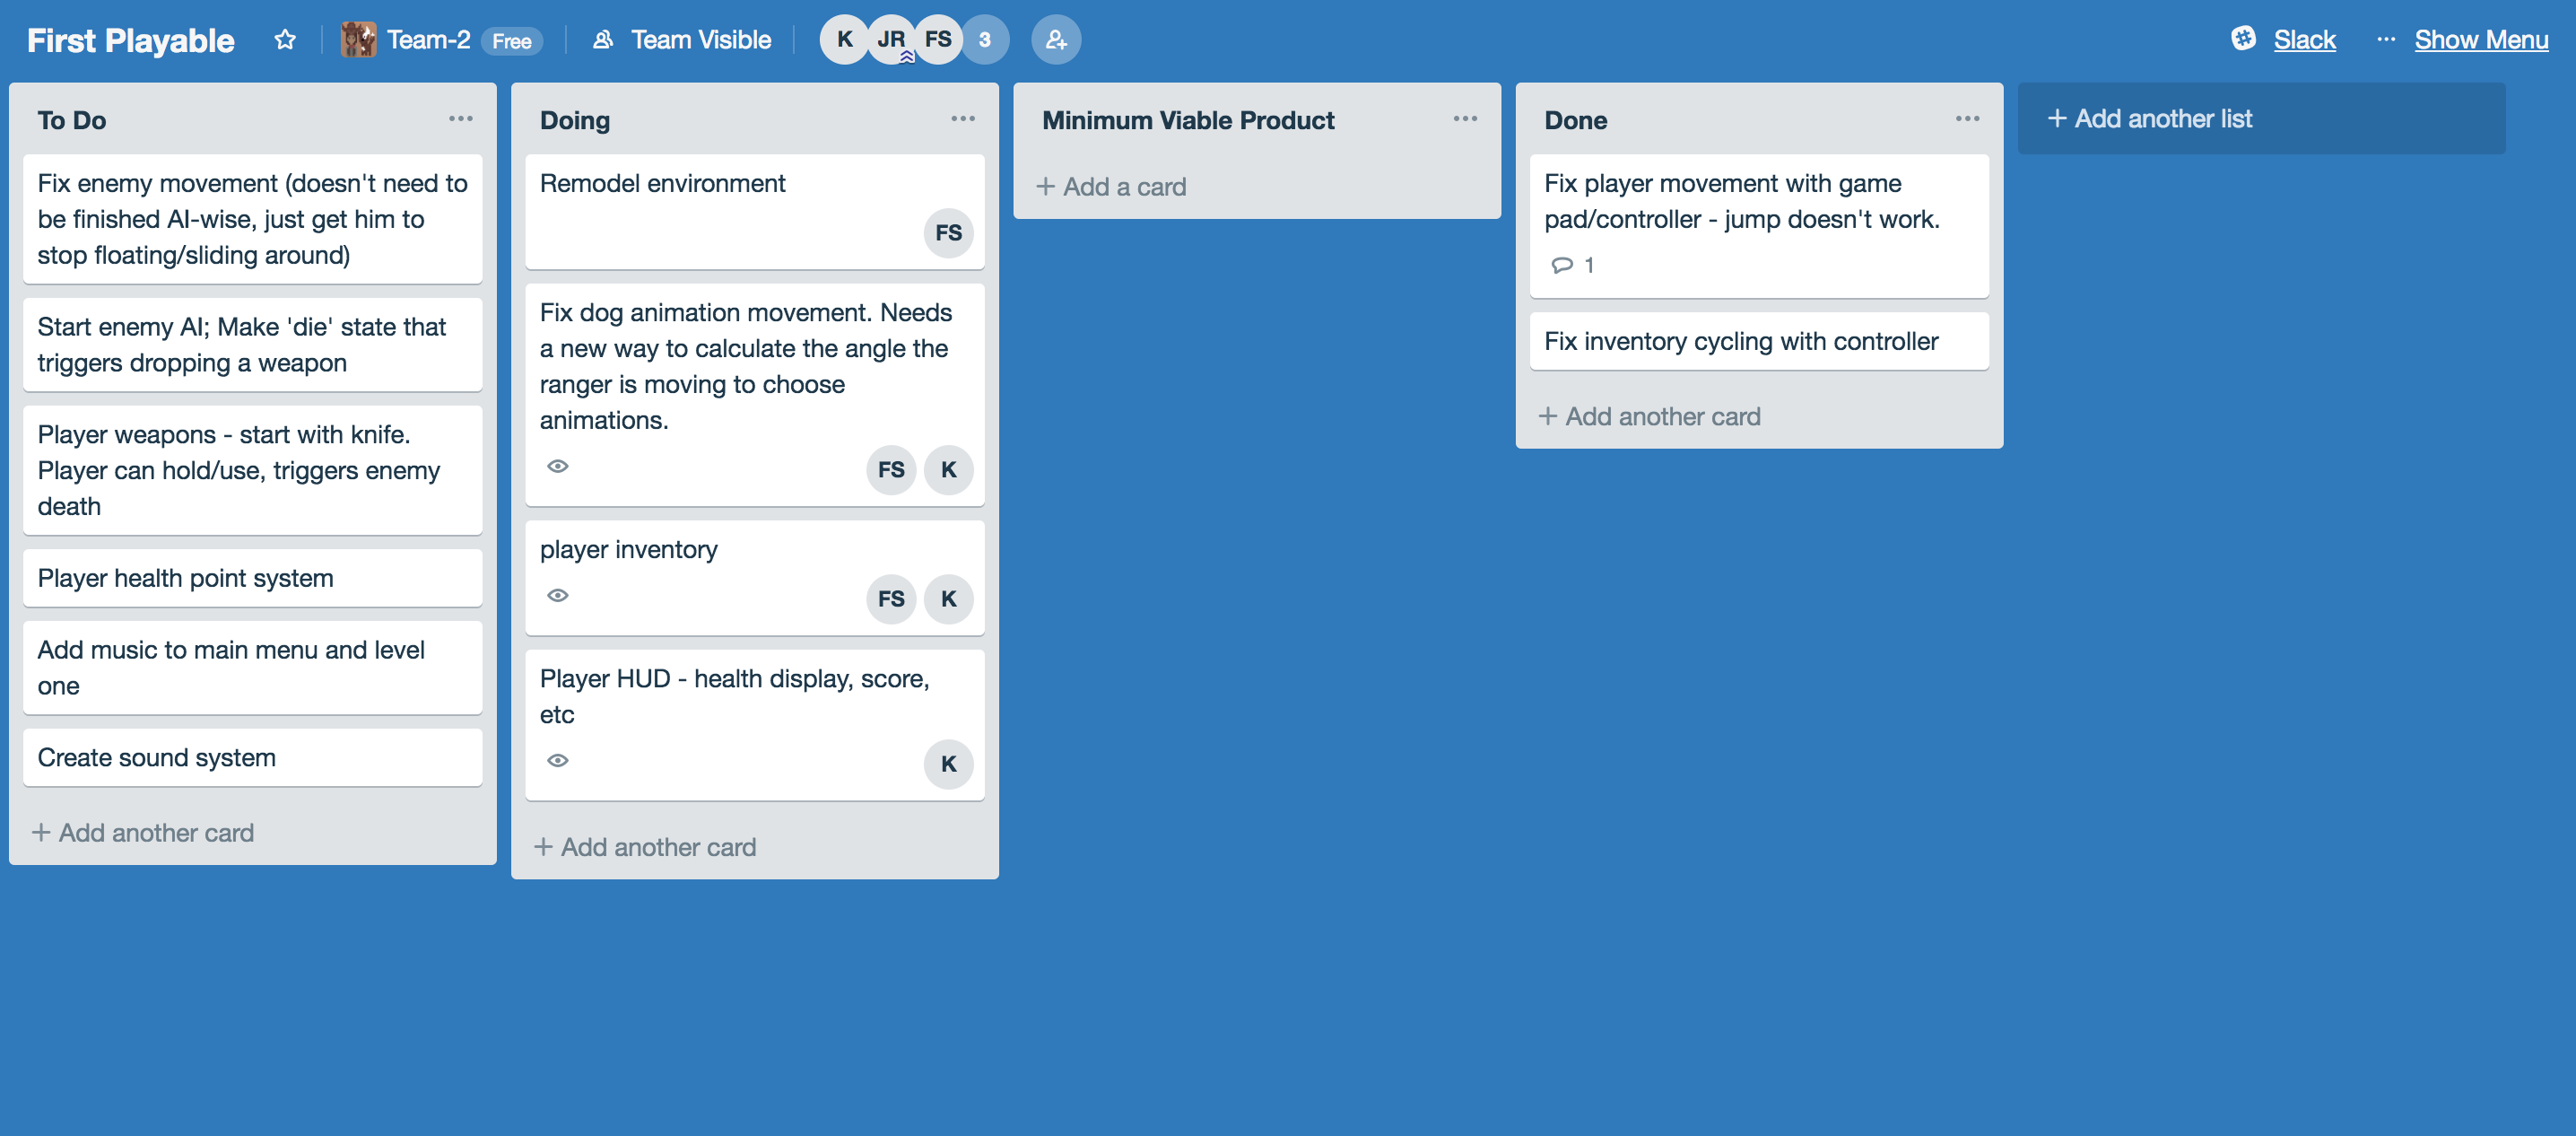 First Playable
Team-2 Free
Team Visible
K JR FS 3
Slack
... Show Menu
To Do
Fix enemy movement (doesn't need to
be finished AI-wise, just get him to
stop floating/sliding around)
Start enemy AI; Make 'die' state that
triggers dropping a weapon
Player weapons - start with knife.
Player can hold/use, triggers enemy
death
Player health point system
Add music to main menu and level
one
Create sound system
+ Add another card
Doing
Remodel environment
FS
Fix dog animation movement. Needs
a new way to calculate the angle the
ranger is moving to choose
animations.
FS K
player inventory
FS K
Player HUD - health display, score,
etc
K
+ Add another card
Minimum Viable Product
+ Add a card
Done
Fix player movement with game
pad/controller - jump doesn't work.
1
Fix inventory cycling with controller
+ Add another card
+ Add another list